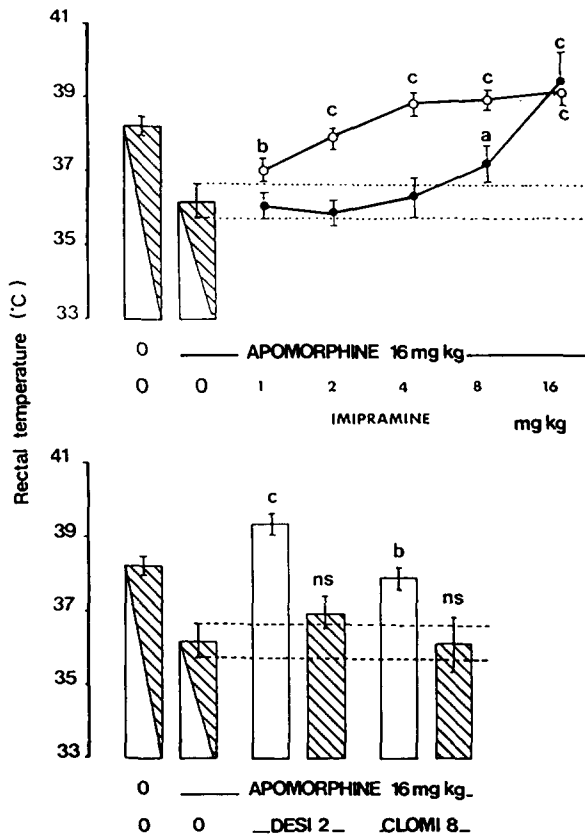 41
39
37
35
33
c
c
c
c
b
a
Rectal temperature (°C)
0 APOMORPHINE 16 mg kg
0 0 1 2 4 8 16
IMIPRAMINE mg kg
41
39
37
35
33
c
b
ns
ns
0 APOMORPHINE 16 mg kg
0 0 DESI 2 CLOMI 8